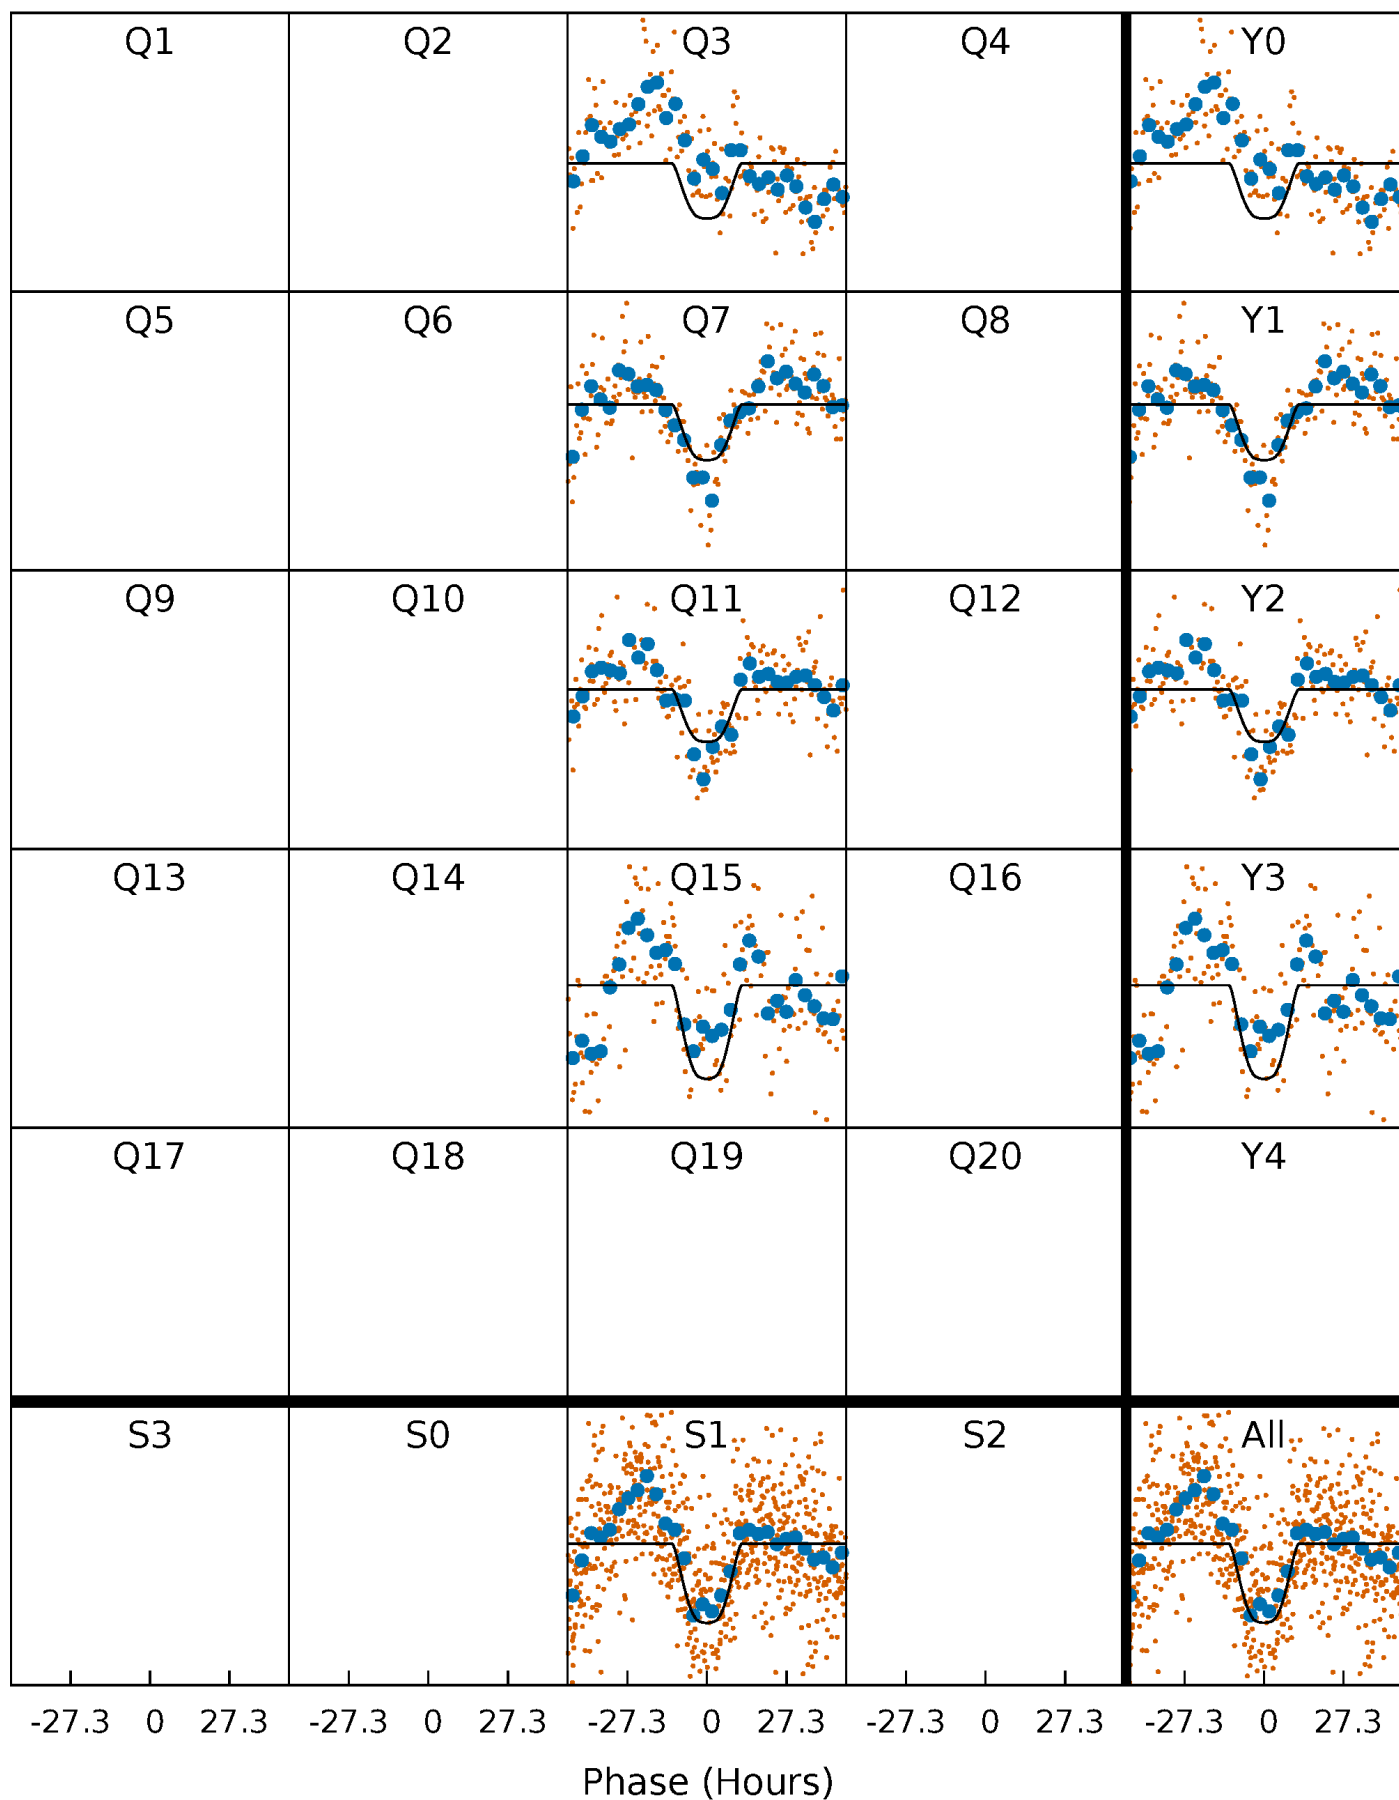 Q1 Q2 Q3 Q4 Y0
Q5 Q6 Q7 Q8 Y1
Q9 Q10 Q11 Q12 Y2
Q13 Q14 Q15 Q16 Y3
Q17 Q18 Q19 Q20 Y4
S3 S0 S1 S2 All
-27.3 0 27.3 -27.3 0 27.3 -27.3 0 27.3 -27.3 0 27.3 -27.3 0 27.3
Phase (Hours)